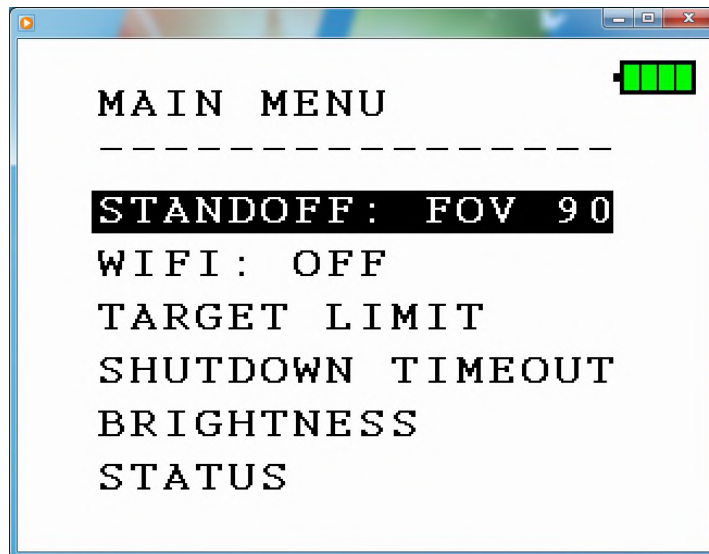 MAIN MENU
----------------
STANDOFF: FOV 90
WIFI: OFF
TARGET LIMIT
SHUTDOWN TIMEOUT
BRIGHTNESS
STATUS